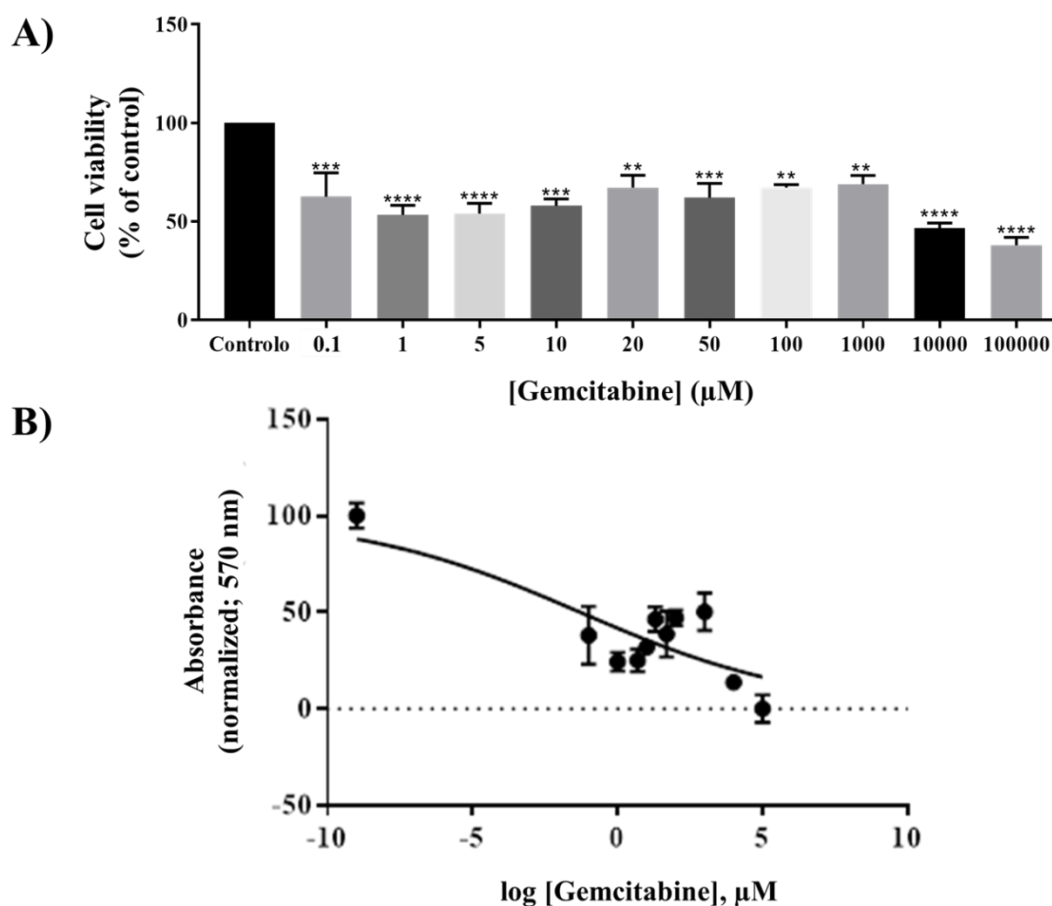 A)
150
100
50
0
Cell viability
(% of control)
*** **** **** *** ** *** ** ** **** ****
Controlo 0.1 1 5 10 20 50 100 1000 10000 100000
[Gemcitabine] (µM)
B)
150
100
50
0
-50
Absorbance
(normalized; 570 nm)
-10 -5 0 5 10
log [Gemcitabine], µM